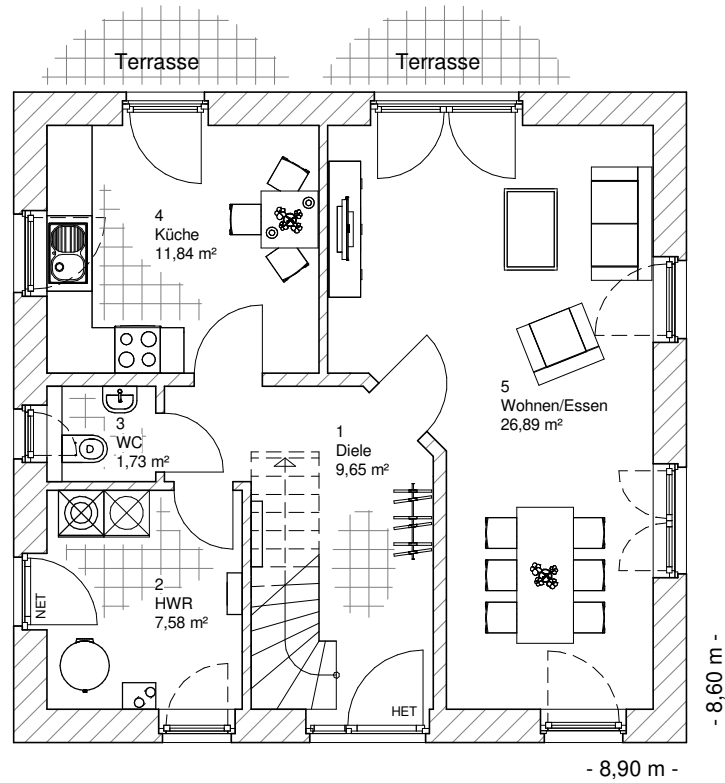 Terrasse
Terrasse
4
Küche
11,84 m²
5
Wohnen/Essen
26,89 m²
3
WC
1,73 m²
1
Diele
9,65 m²
2
HWR
7,58 m²
NET
HET
- 8,60 m -
- 8,90 m -